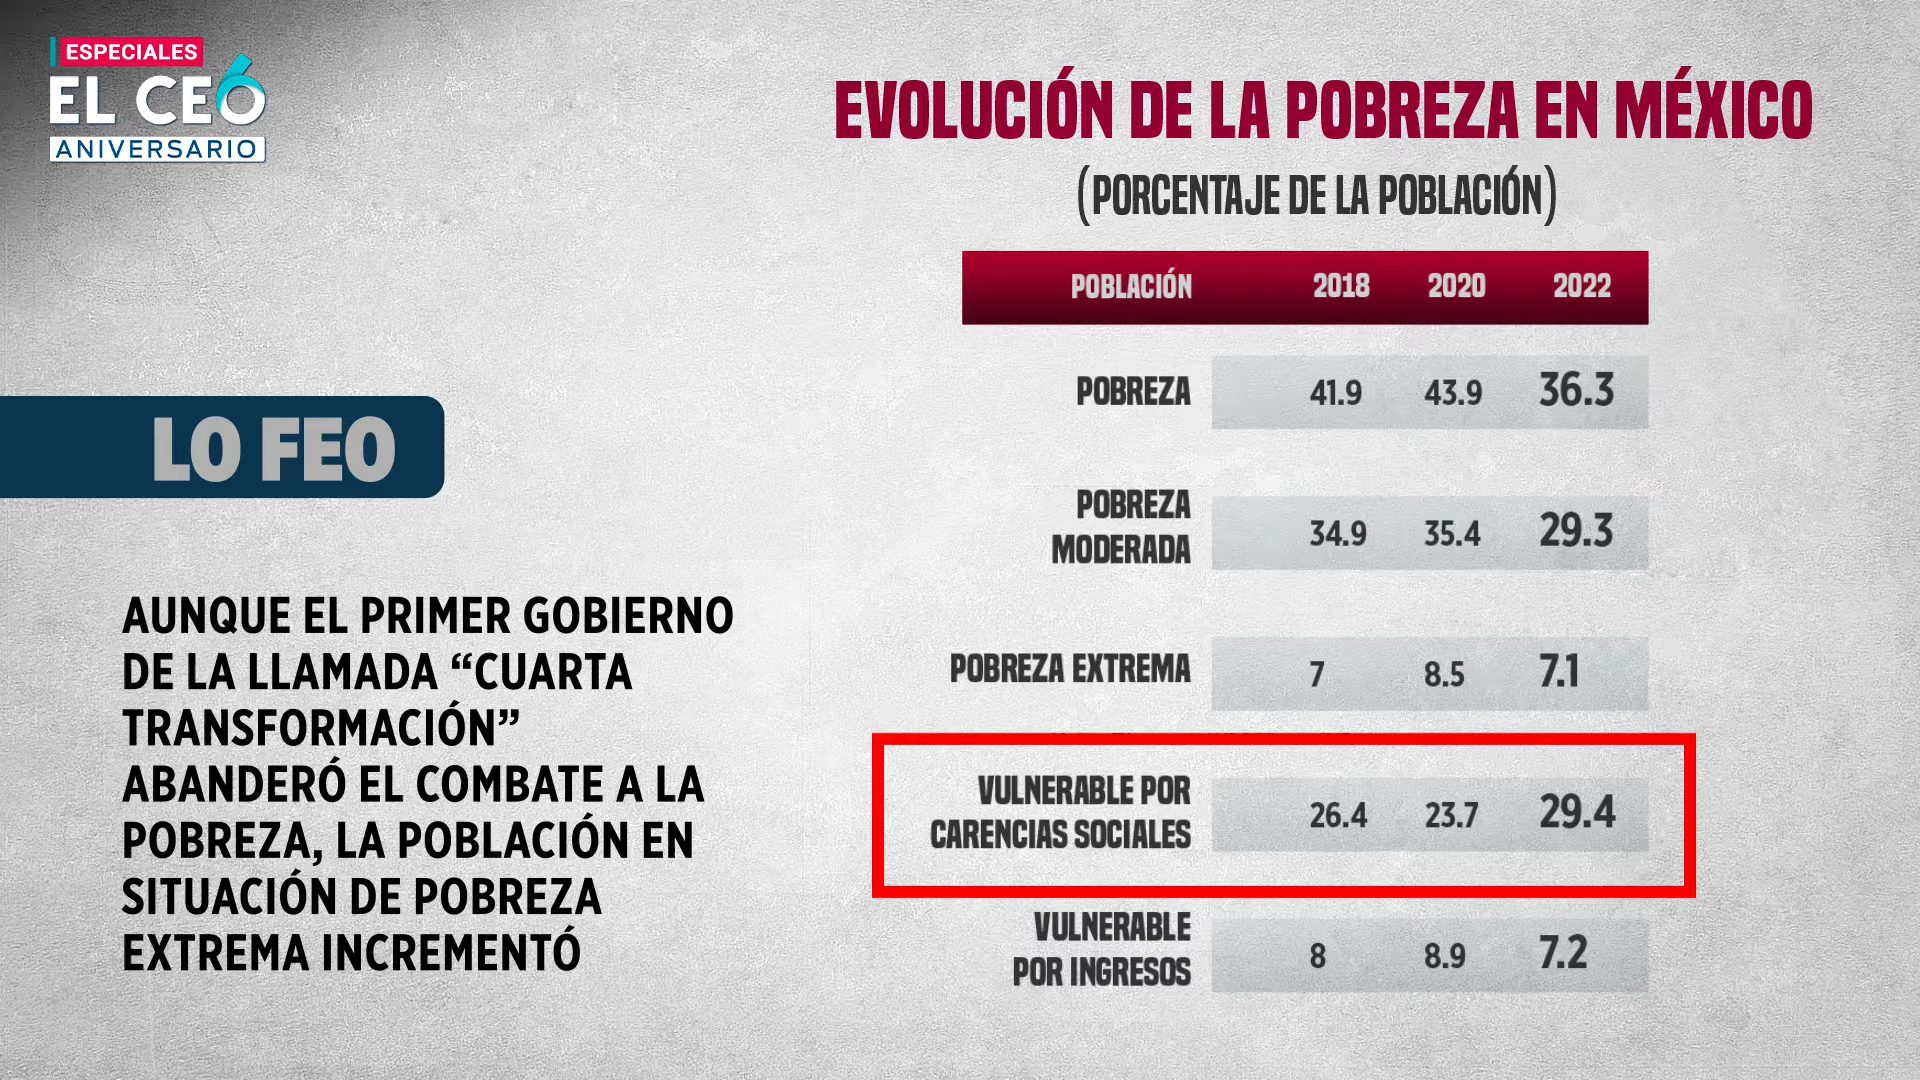 ESPECIALES
EL CEO
6
ANIVERSARIO
EVOLUCIÓN DE LA POBREZA EN MÉXICO
(PORCENTAJE DE LA POBLACIÓN)
POBLACIÓN 2018 2020 2022
POBREZA 41.9 43.9 36.3
POBREZA
MODERADA 34.9 35.4 29.3
POBREZA EXTREMA 7 8.5 7.1
VULNERABLE POR
CARENCIAS SOCIALES 26.4 23.7 29.4
VULNERABLE
POR INGRESOS 8 8.9 7.2
LO FEO
AUNQUE EL PRIMER GOBIERNO
DE LA LLAMADA “CUARTA
TRANSFORMACIÓN”
ABANDERÓ EL COMBATE A LA
POBREZA, LA POBLACIÓN EN
SITUACIÓN DE POBREZA
EXTREMA INCREMENTÓ